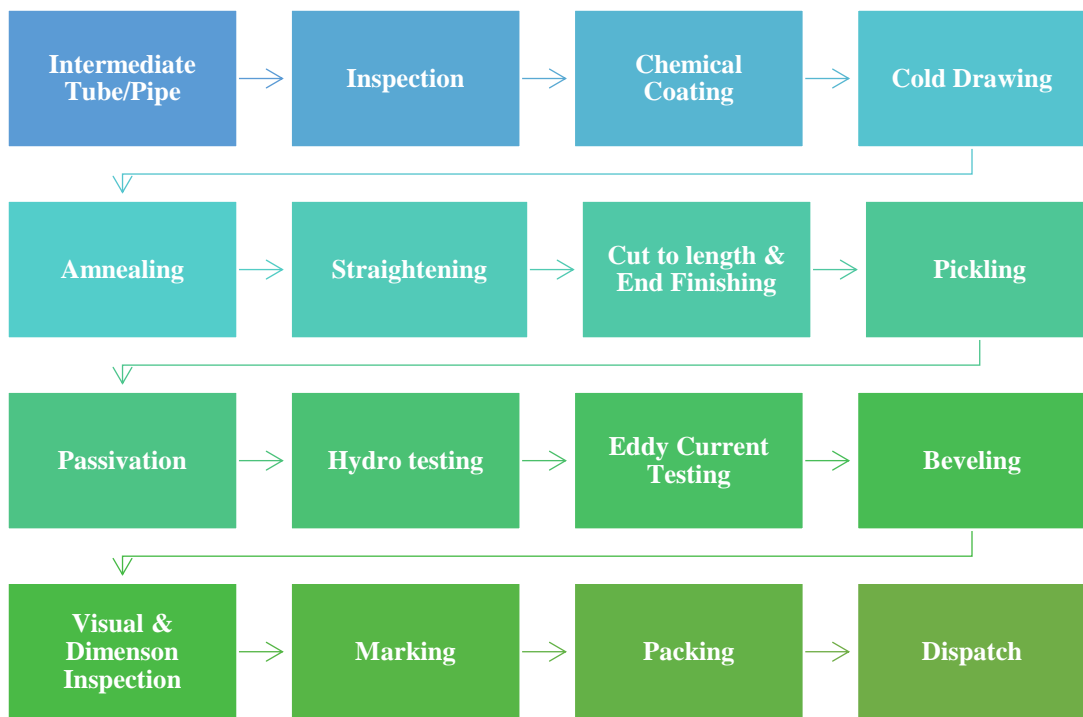 Intermediate
Tube/Pipe
Inspection
Chemical
Coating
Cold Drawing
Amnealing
Straightening
Cut to length &
End Finishing
Pickling
Passivation
Hydro testing
Eddy Current
Testing
Beveling
Visual &
Dimenson
Inspection
Marking
Packing
Dispatch